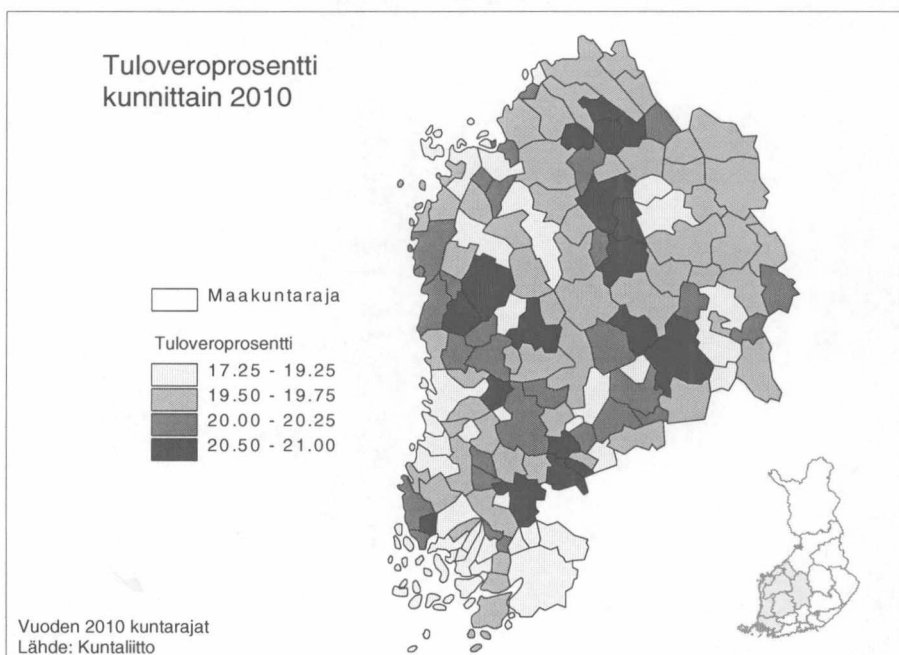 Tuloveroprosentti
kunnittain 2010
Maakuntaraja
Tuloveroprosentti
17.25 - 19.25
19.50 - 19.75
20.00 - 20.25
20.50 - 21.00
Vuoden 2010 kuntarajat
Lähde: Kuntaliitto